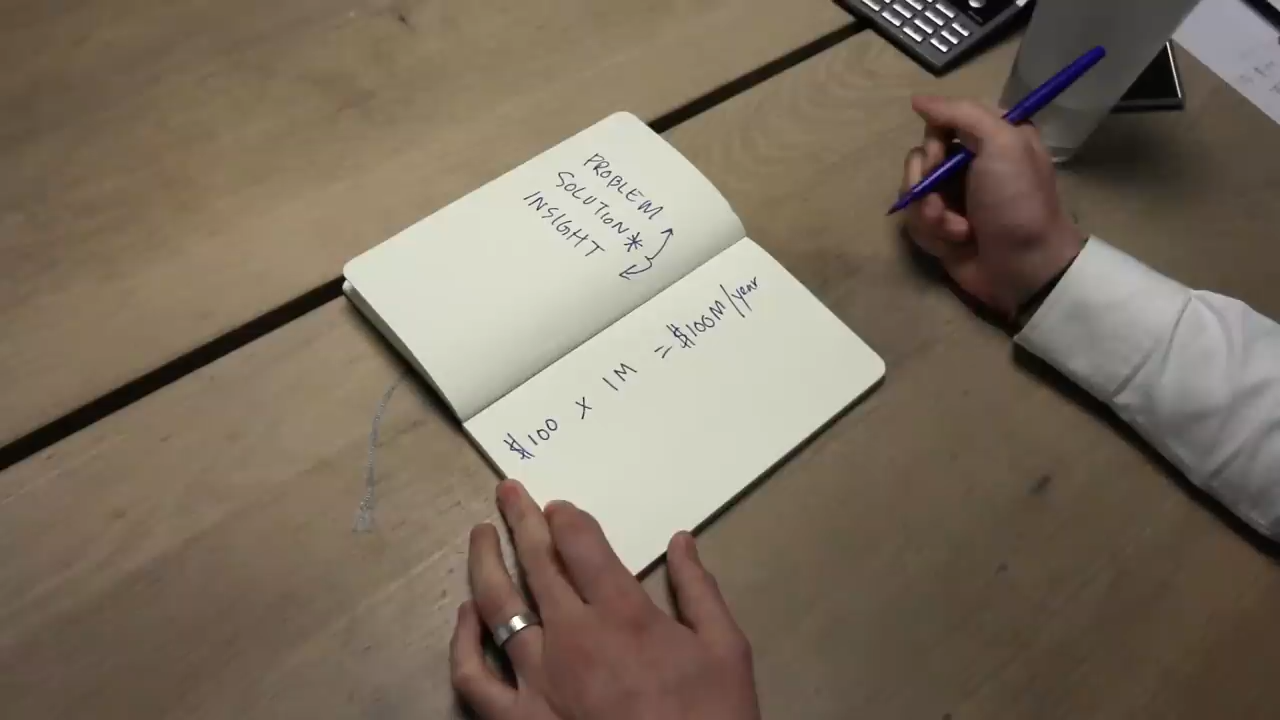 PROBLEM
SOLUTION*
INSIGHT
$100 X 1M = $100M/year